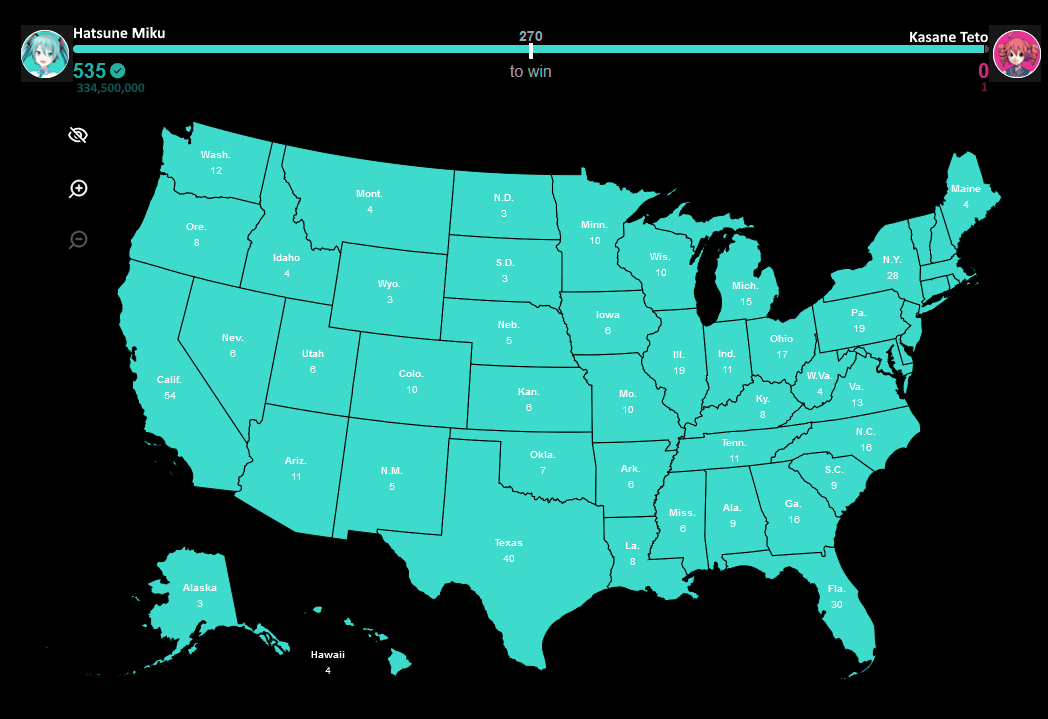 Hatsune Miku
270
Kasane Teto
535
to win
0
334,500,000
1
Wash.
12
Mont.
4
N.D.
3
Minn.
10
Maine
4
Ore.
8
Idaho
4
S.D.
3
Wis.
10
N.Y.
28
Wyo.
3
Mich.
15
Neb.
5
Iowa
6
Pa.
19
Nev.
6
Utah
6
Colo.
10
Ill.
19
Ind.
11
Ohio
17
Calif.
54
Kan.
6
Mo.
10
W.Va.
4
Va.
13
Ky.
8
N.C.
16
Tenn.
11
Ariz.
11
N.M.
5
Okla.
7
Ark.
6
S.C.
9
Miss.
6
Ala.
9
Ga.
16
Texas
40
La.
8
Fla.
30
Alaska
3
Hawaii
4